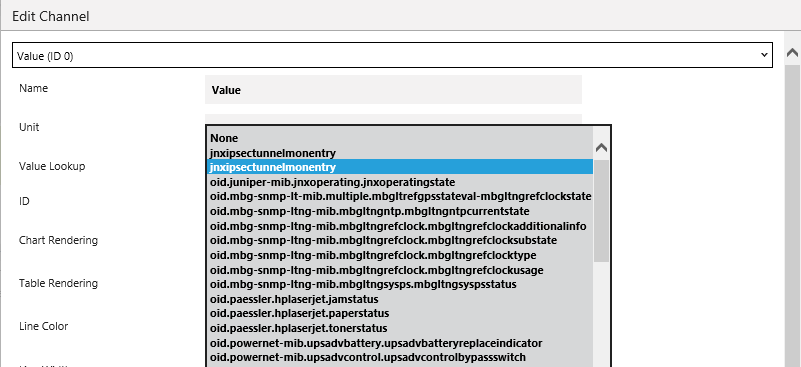 Edit Channel
Value (ID 0)
Name
Value
Unit
None
jnxipsectunnelmonentry
Value Lookup
jnxipsectunnelmonentry
oid.juniper-mib.jnxoperating.jnxoperatingstate
ID
oid.mbg-snmp-lt-mib.multiple.mbgltrefgpsstateval-mbgltngrefclockstate
oid.mbg-snmp-ltng-mib.mbgltngntp.mbgltngntpcurrentstate
oid.mbg-snmp-ltng-mib.mbgltngrefclock.mbgltngrefclockadditionalinfo
Chart Rendering
oid.mbg-snmp-ltng-mib.mbgltngrefclock.mbgltngrefclocksubstate
oid.mbg-snmp-ltng-mib.mbgltngrefclock.mbgltngrefclocktype
oid.mbg-snmp-ltng-mib.mbgltngrefclock.mbgltngrefclockusage
Table Rendering
oid.mbg-snmp-ltng-mib.mbgltngsysps.mbgltngsyspsstatus
oid.paessler.hplaserjet.jamstatus
oid.paessler.hplaserjet.paperstatus
Line Color
oid.paessler.hplaserjet.tonerstatus
oid.powernet-mib.upsadvbattery.upsadvbatteryreplaceindicator
oid.powernet-mib.upsadvcontrol.upsadvcontrolbypassswitch